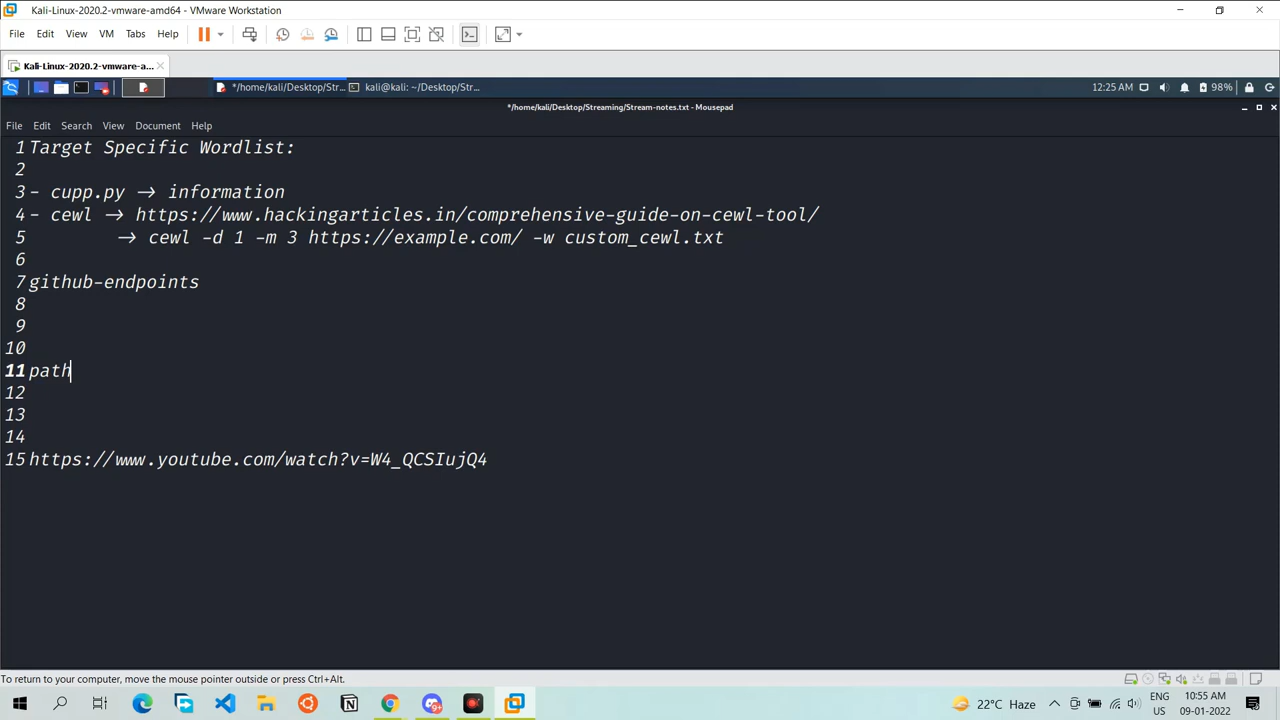 Kali-Linux-2020.2-vmware-amd64 - VMware Workstation
File Edit View VM Tabs Help
Kali-Linux-2020.2-vmware-a...
*/home/kali/Desktop/Str... kali@kali: ~/Desktop/Str... 12:25 AM 98%
*/home/kali/Desktop/Streaming/Stream-notes.txt - Mousepad
File Edit Search View Document Help
1 Target Specific Wordlist:
2
3 - cupp.py → information
4 - cewl → https://www.hackingarticles.in/comprehensive-guide-on-cewl-tool/
5 → cewl -d 1 -m 3 https://example.com/ -w custom_cewl.txt
6
7 github-endpoints
8
9
10
11 path
12
13
14
15 https://www.youtube.com/watch?v=W4_QCSIujQ4
To return to your computer, move the mouse pointer outside or press Ctrl+Alt.
22°C Haze ENG US 10:55 AM 09-01-2022